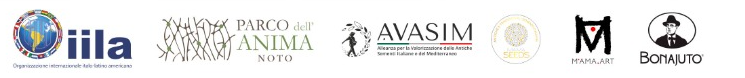 iila
Organizzazione internazionale italo-latino americana
PARCO dell'
ANIMA
NOTO
AVASIM
Alleanza per la Valorizzazione delle Antiche
Sementi Italiane e del Mediterraneo
SEEDS
M'AMA.ART
BONAJUTO